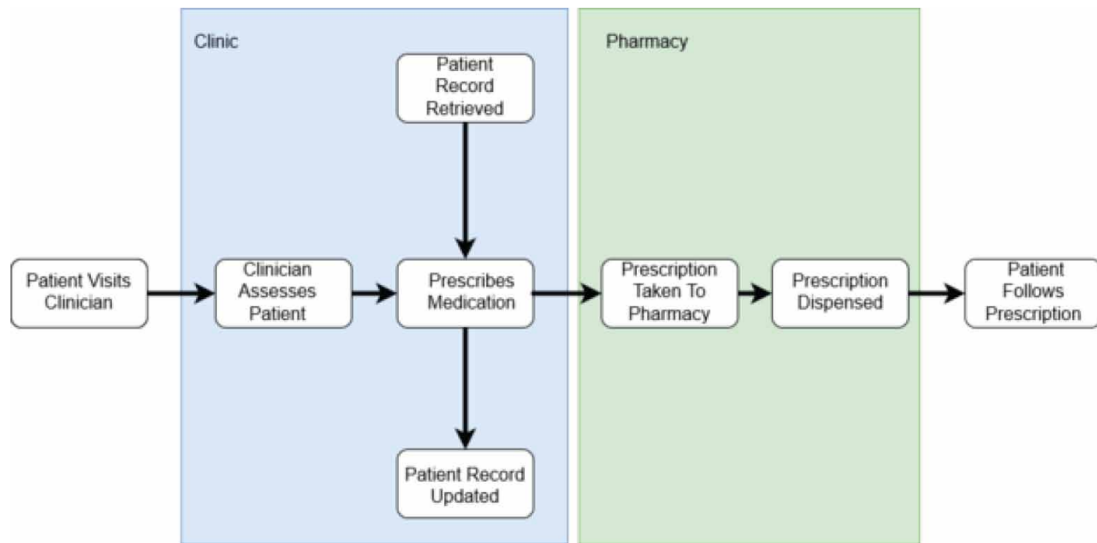 Clinic
Pharmacy
Patient
Record
Retrieved
Patient Visits
Clinician
Clinician
Assesses
Patient
Prescribes
Medication
Prescription
Taken To
Pharmacy
Prescription
Dispensed
Patient
Follows
Prescription
Patient Record
Updated